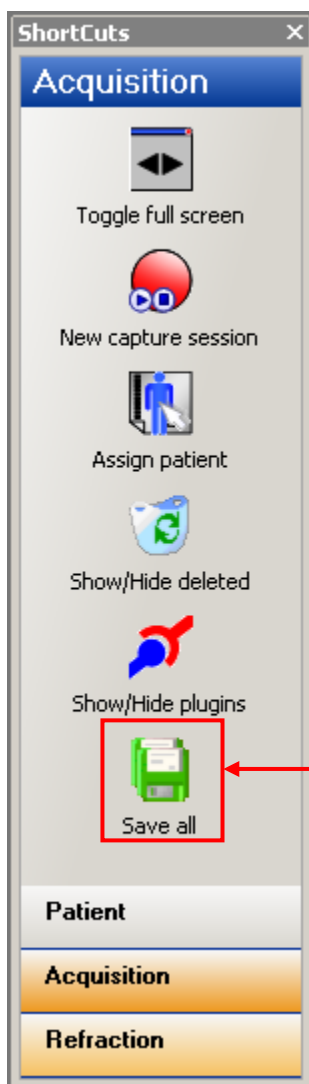 ShortCuts
Acquisition
Toggle full screen
New capture session
Assign patient
Show/Hide deleted
Show/Hide plugins
Save all
Patient
Acquisition
Refraction